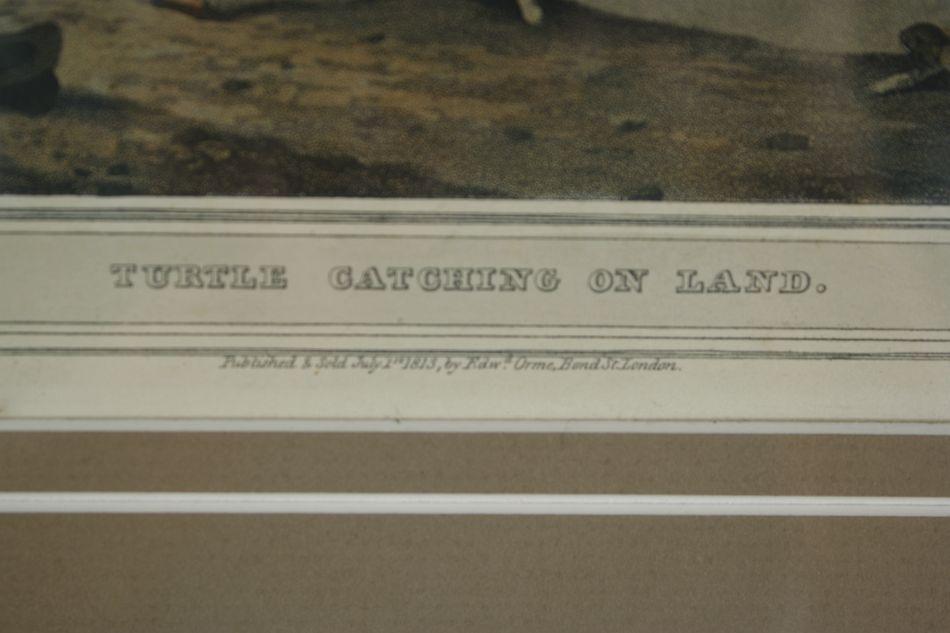 TURTLE CATCHING ON LAND.
Published & Sold July 1st 1813, by Edwd. Orme, Bond St. London.